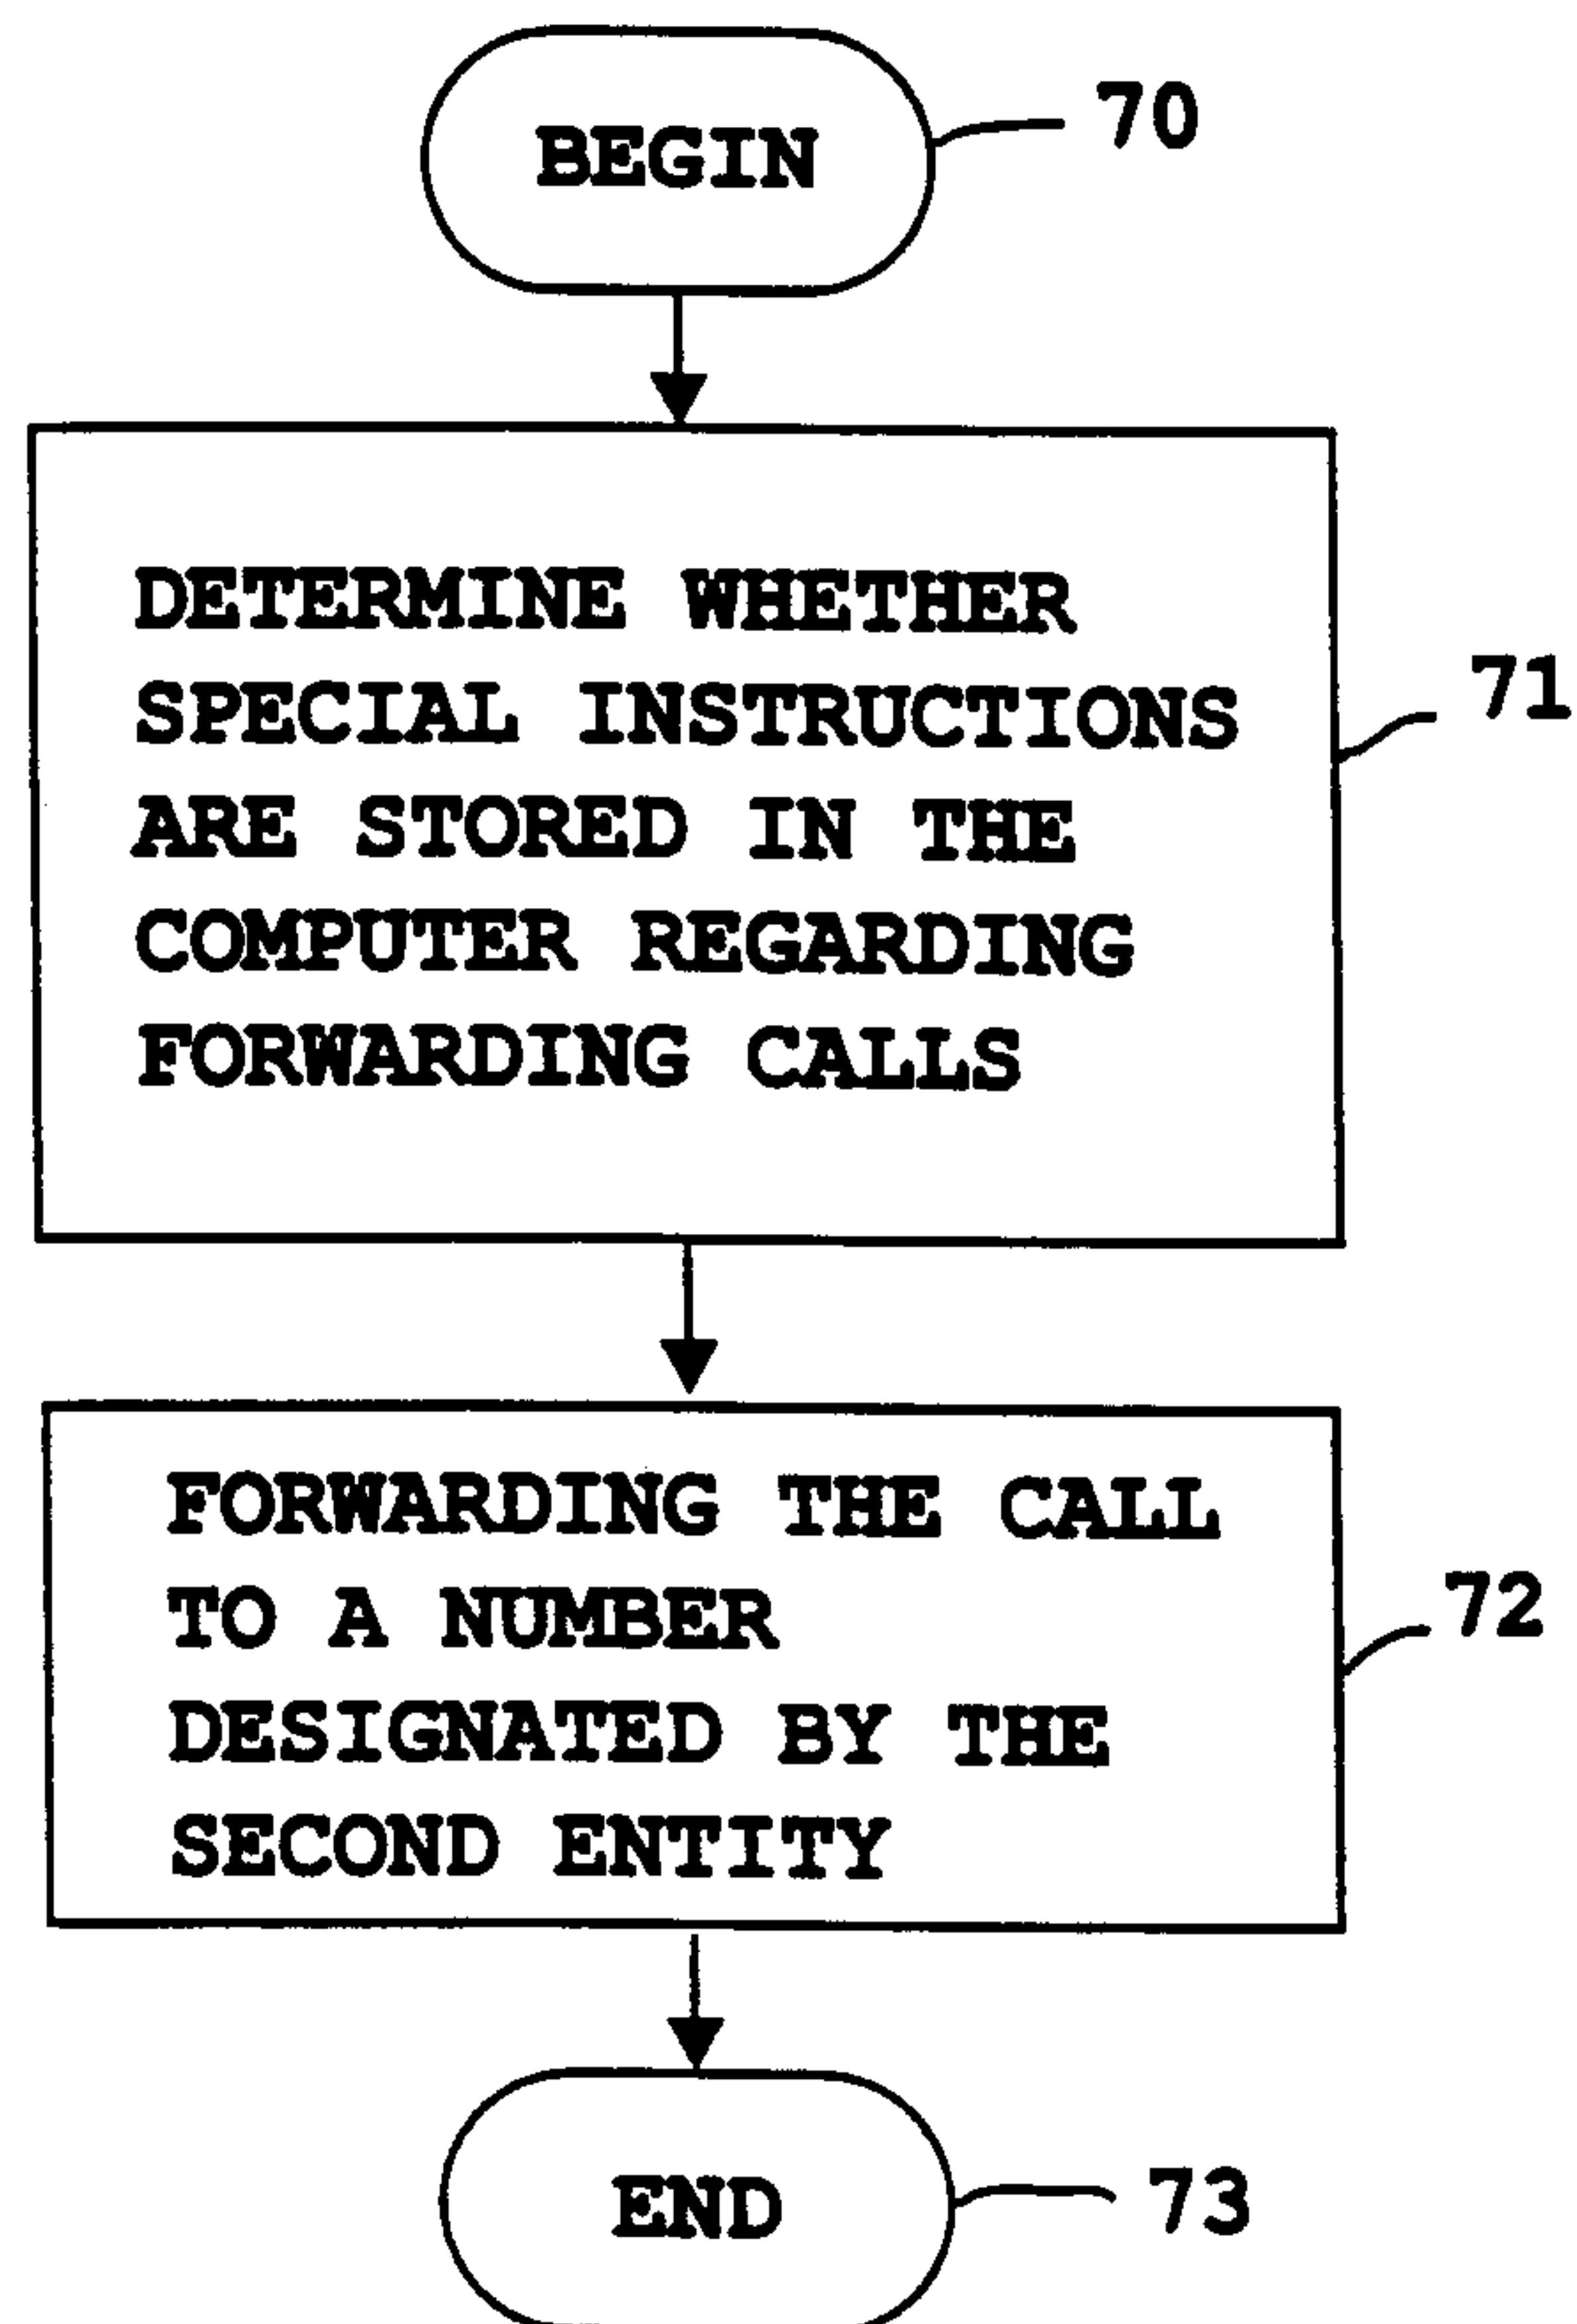 BEGIN
70
DETERMINE WHETHER
SPECIAL INSTRUCTIONS
ARE STORED IN THE
COMPUTER REGARDING
FORWARDING CALLS
71
FORWARDING THE CALL
TO A NUMBER
DESIGNATED BY THE
SECOND ENTITY
72
END
73